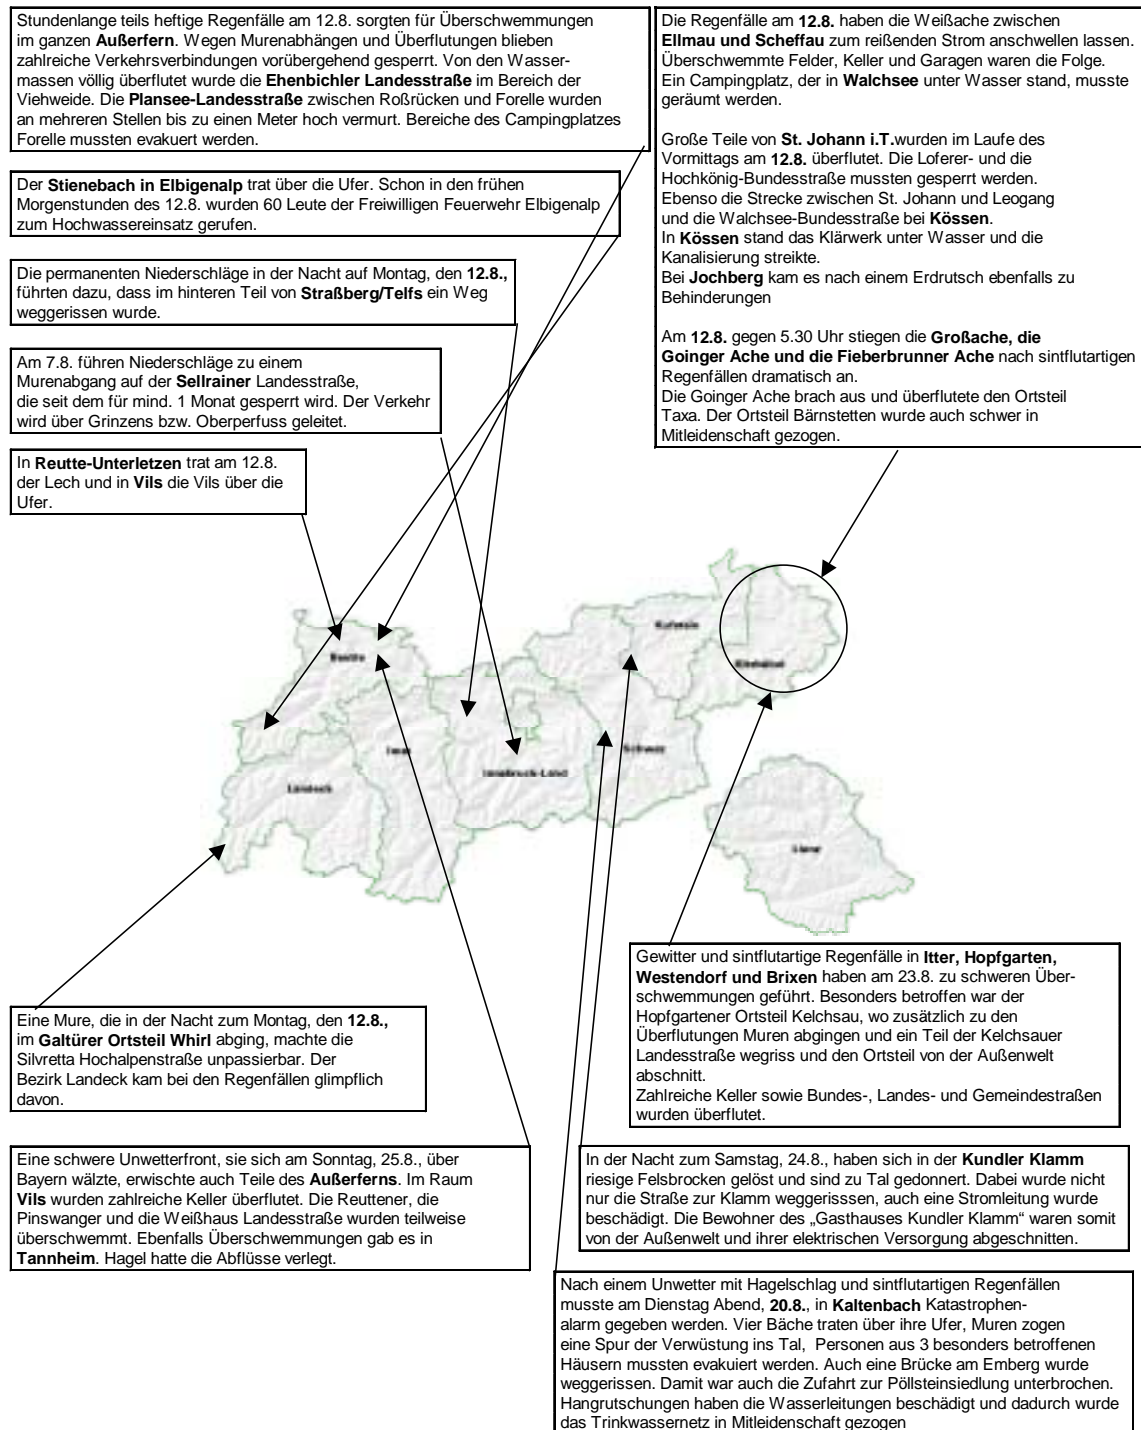 Stundenlange teils heftige Regenfälle am 12.8. sorgten für Überschwemmungen
im ganzen Außerfern. Wegen Murenabhängen und Überflutungen blieben
zahlreiche Verkehrsverbindungen vorübergehend gesperrt. Von den Wasser-
massen völlig überflutet wurde die Ehenbichler Landesstraße im Bereich der
Viehweide. Die Plansee-Landesstraße zwischen Roßrücken und Forelle wurden
an mehreren Stellen bis zu einen Meter hoch vermurt. Bereiche des Campingplatzes
Forelle mussten evakuert werden.
Der Stienebach in Elbigenalp trat über die Ufer. Schon in den frühen
Morgenstunden des 12.8. wurden 60 Leute der Freiwilligen Feuerwehr Elbigenalp
zum Hochwassereinsatz gerufen.
Die permanenten Niederschläge in der Nacht auf Montag, den 12.8.,
führten dazu, dass im hinteren Teil von Straßberg/Telfs ein Weg
weggerissen wurde.
Am 7.8. führen Niederschläge zu einem
Murenabgang auf der Sellrainer Landesstraße,
die seit dem für mind. 1 Monat gesperrt wird. Der Verkehr
wird über Grinzens bzw. Oberperfuss geleitet.
In Reutte-Unterletzen trat am 12.8.
der Lech und in Vils die Vils über die
Ufer.
Die Regenfälle am 12.8. haben die Weißache zwischen
Ellmau und Scheffau zum reißenden Strom anschwellen lassen.
Überschwemmte Felder, Keller und Garagen waren die Folge.
Ein Campingplatz, der in Walchsee unter Wasser stand, musste
geräumt werden.
Große Teile von St. Johann i.T.wurden im Laufe des
Vormittags am 12.8. überflutet. Die Loferer- und die
Hochkönig-Bundesstraße mussten gesperrt werden.
Ebenso die Strecke zwischen St. Johann und Leogang
und die Walchsee-Bundesstraße bei Kössen.
In Kössen stand das Klärwerk unter Wasser und die
Kanalisierung streikte.
Bei Jochberg kam es nach einem Erdrutsch ebenfalls zu
Behinderungen
Am 12.8. gegen 5.30 Uhr stiegen die Großache, die
Goinger Ache und die Fieberbrunner Ache nach sintflutartigen
Regenfällen dramatisch an.
Die Goinger Ache brach aus und überflutete den Ortsteil
Taxa. Der Ortsteil Bärnstetten wurde auch schwer in
Mitleidenschaft gezogen.
Kufstein
Reutte
Kitzbühel
Imst
Innsbruck-Land
Schwaz
Landeck
Lienz
Gewitter und sintflutartige Regenfälle in Itter, Hopfgarten,
Westendorf und Brixen haben am 23.8. zu schweren Über-
schwemmungen geführt. Besonders betroffen war der
Hopfgartener Ortsteil Kelchsau, wo zusätzlich zu den
Überflutungen Muren abgingen und ein Teil der Kelchsauer
Landesstraße wegriss und den Ortsteil von der Außenwelt
abschnitt.
Zahlreiche Keller sowie Bundes-, Landes- und Gemeindestraßen
wurden überflutet.
Eine Mure, die in der Nacht zum Montag, den 12.8.,
im Galtürer Ortsteil Whirl abging, machte die
Silvretta Hochalpenstraße unpassierbar. Der
Bezirk Landeck kam bei den Regenfällen glimpflich
davon.
Eine schwere Unwetterfront, sie sich am Sonntag, 25.8., über
Bayern wälzte, erwischte auch Teile des Außerferns. Im Raum
Vils wurden zahlreiche Keller überflutet. Die Reuttener, die
Pinswanger und die Weißhaus Landesstraße wurden teilweise
überschwemmt. Ebenfalls Überschwemmungen gab es in
Tannheim. Hagel hatte die Abflüsse verlegt.
In der Nacht zum Samstag, 24.8., haben sich in der Kundler Klamm
riesige Felsbrocken gelöst und sind zu Tal gedonnert. Dabei wurde nicht
nur die Straße zur Klamm weggerisssen, auch eine Stromleitung wurde
beschädigt. Die Bewohner des „Gasthauses Kundler Klamm“ waren somit
von der Außenwelt und ihrer elektrischen Versorgung abgeschnitten.
Nach einem Unwetter mit Hagelschlag und sintflutartigen Regenfällen
musste am Dienstag Abend, 20.8., in Kaltenbach Katastrophen-
alarm gegeben werden. Vier Bäche traten über ihre Ufer, Muren zogen
eine Spur der Verwüstung ins Tal, Personen aus 3 besonders betroffenen
Häusern mussten evakuiert werden. Auch eine Brücke am Emberg wurde
weggerissen. Damit war auch die Zufahrt zur Pöllsteinsiedlung unterbrochen.
Hangrutschungen haben die Wasserleitungen beschädigt und dadurch wurde
das Trinkwassernetz in Mitleidenschaft gezogen